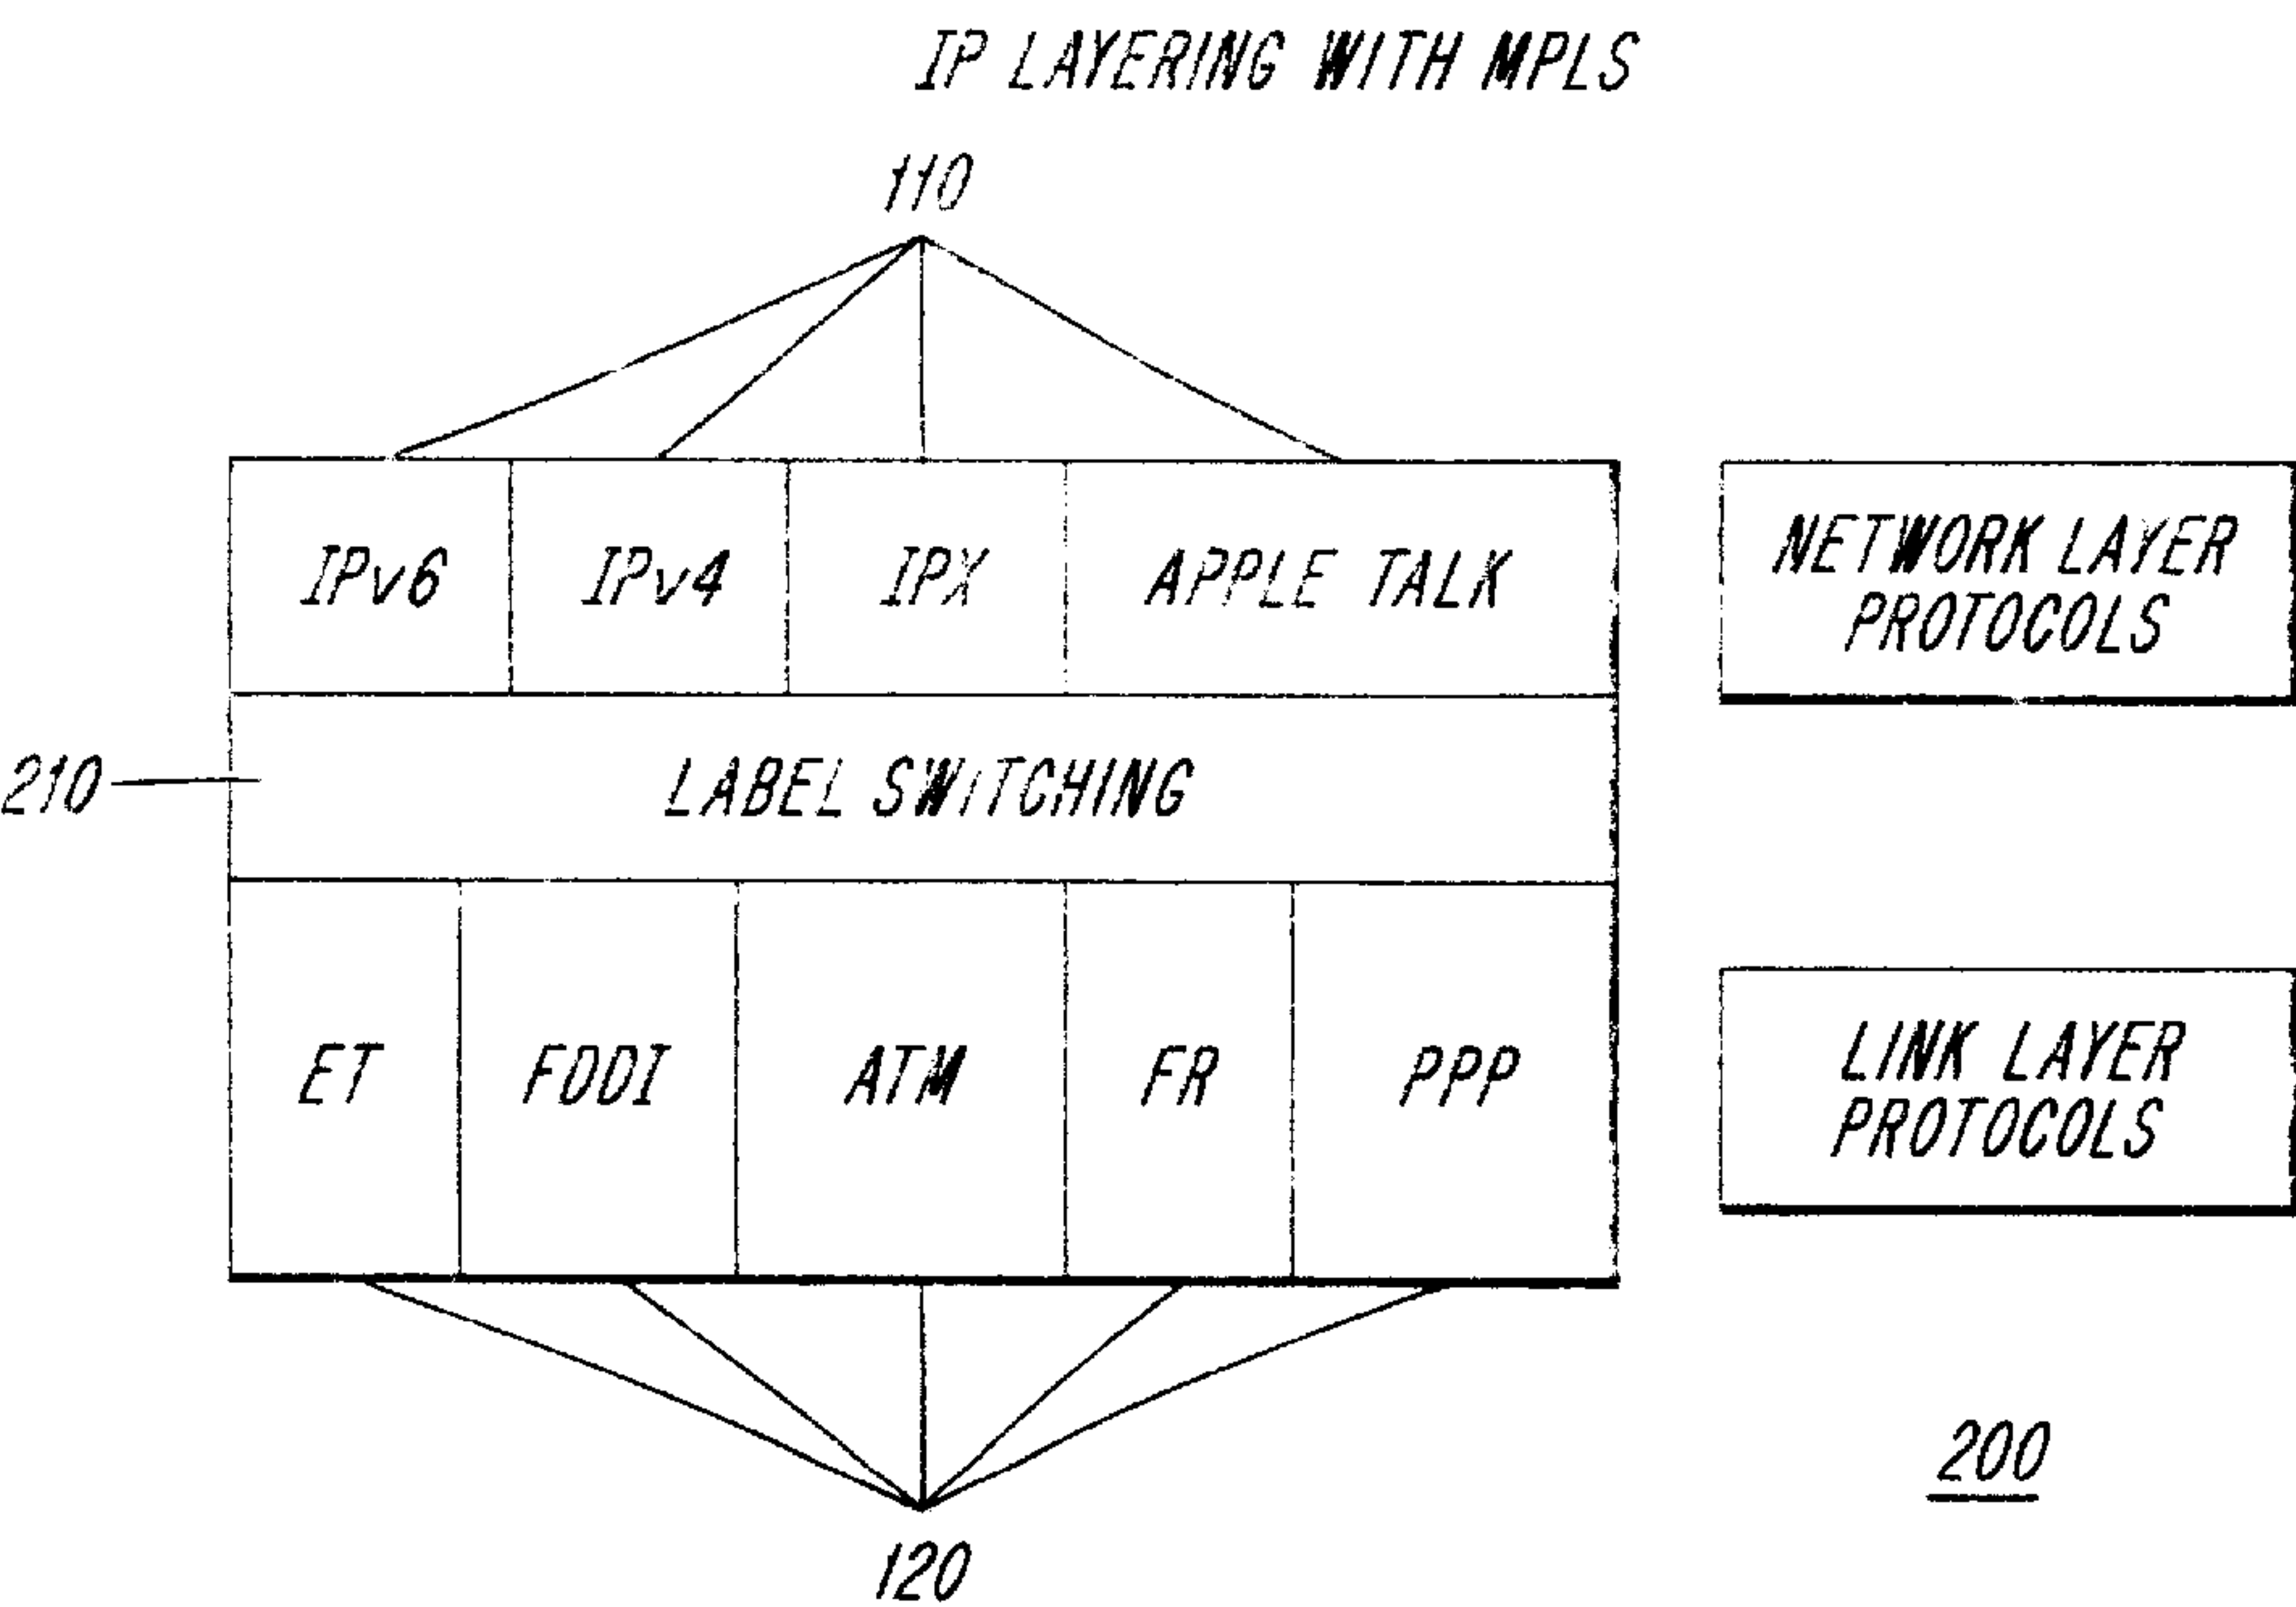 IP LAYERING WITH MPLS
110
IPv6 IPv4 IPX APPLE TALK
NETWORK LAYER
PROTOCOLS
210
LABEL SWITCHING
ET FDDI ATM FR PPP
LINK LAYER
PROTOCOLS
200
120